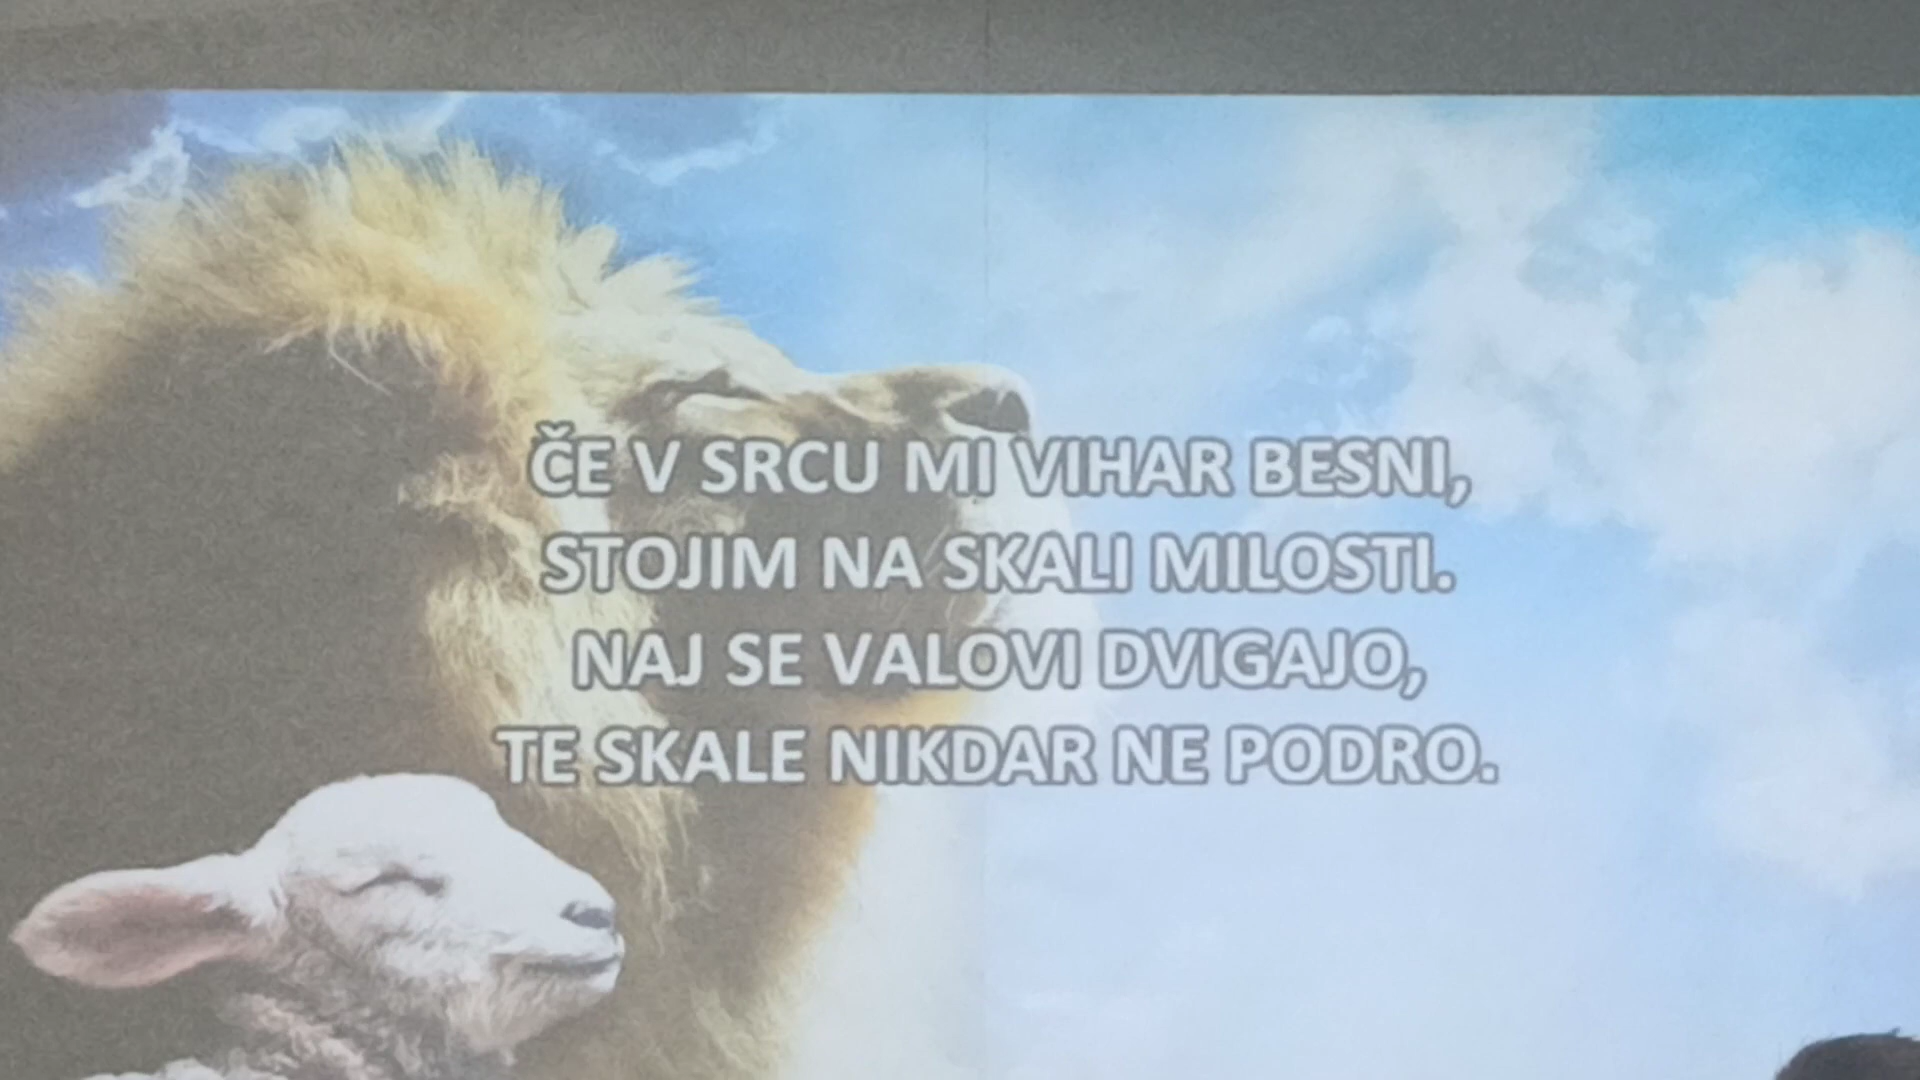 ČE V SRCU MI VIHAR BESNI,
STOJIM NA SKALI MILOSTI.
NAJ SE VALOVI DVIGAJO,
TE SKALE NIKDAR NE PODRO.